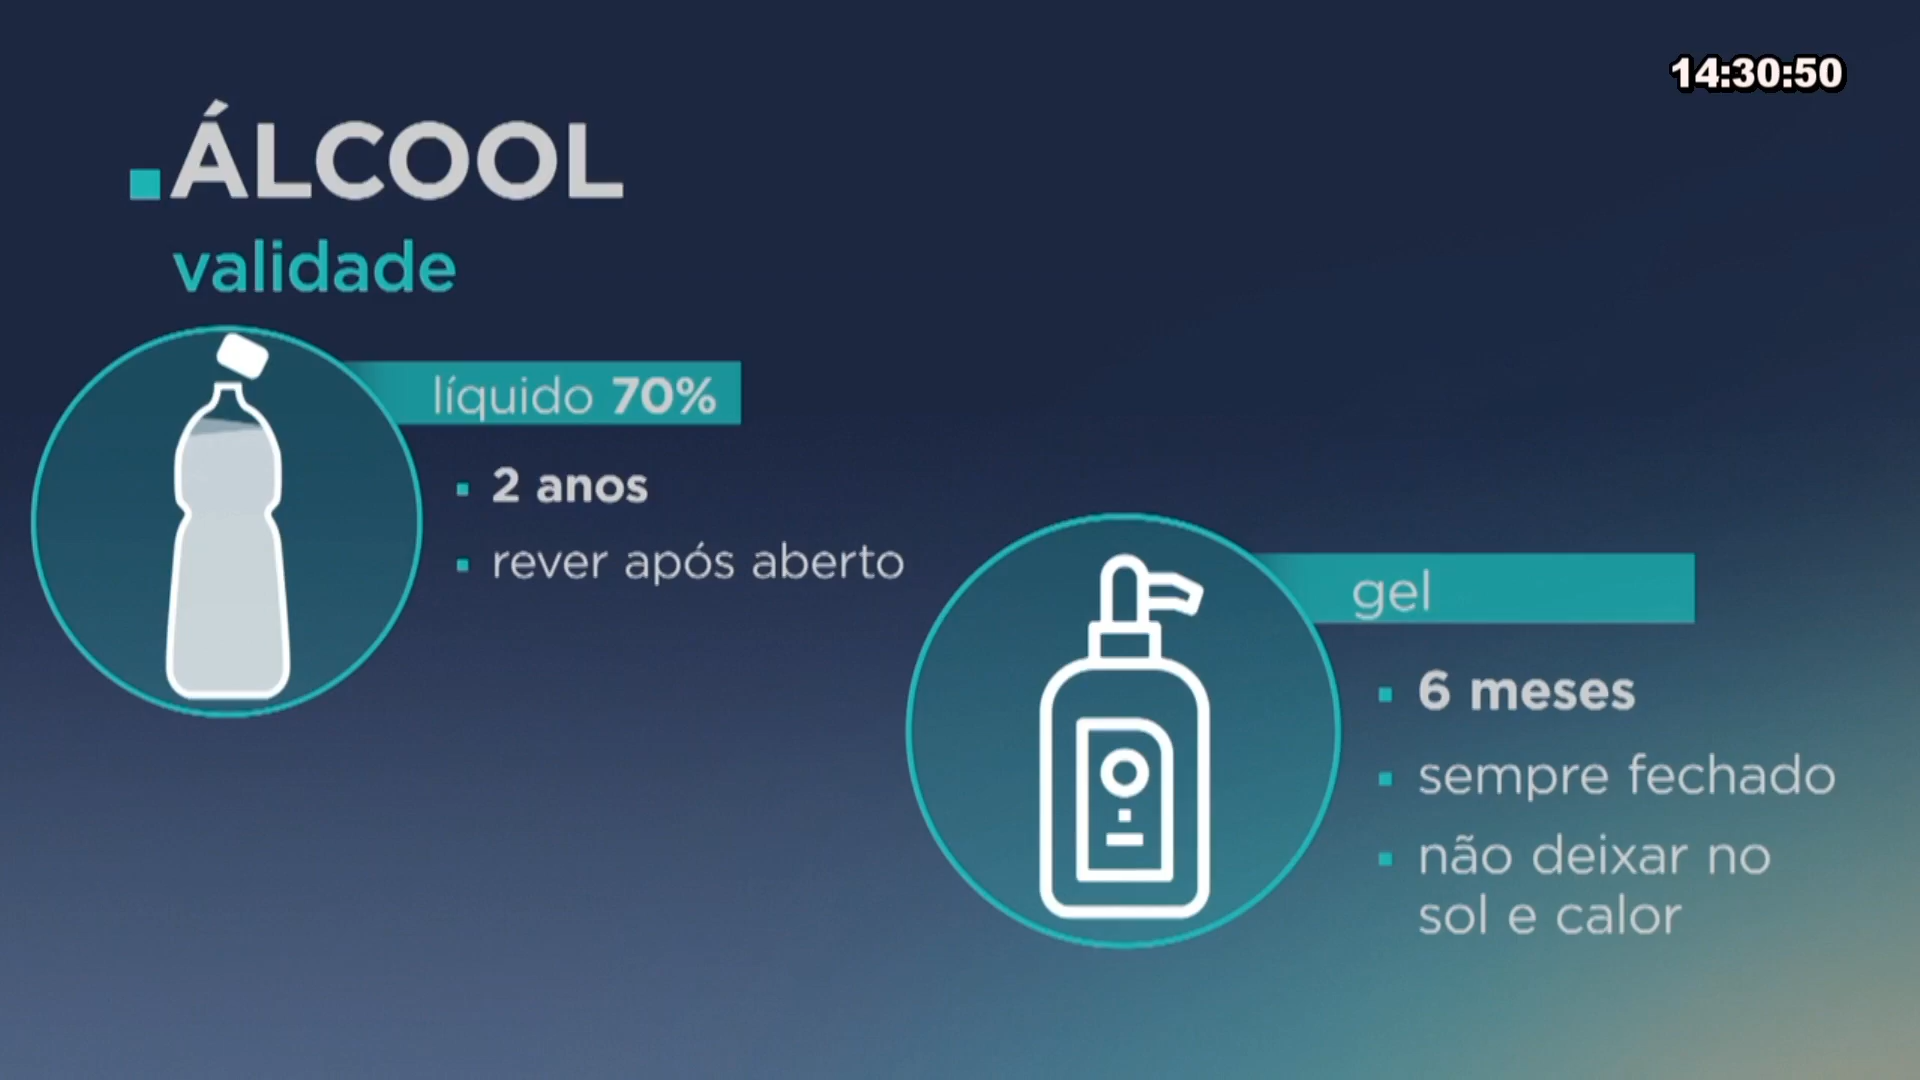 14:30:50
ÁLCOOL
validade
líquido 70%
2 anos
rever após aberto
gel
6 meses
sempre fechado
não deixar no
sol e calor